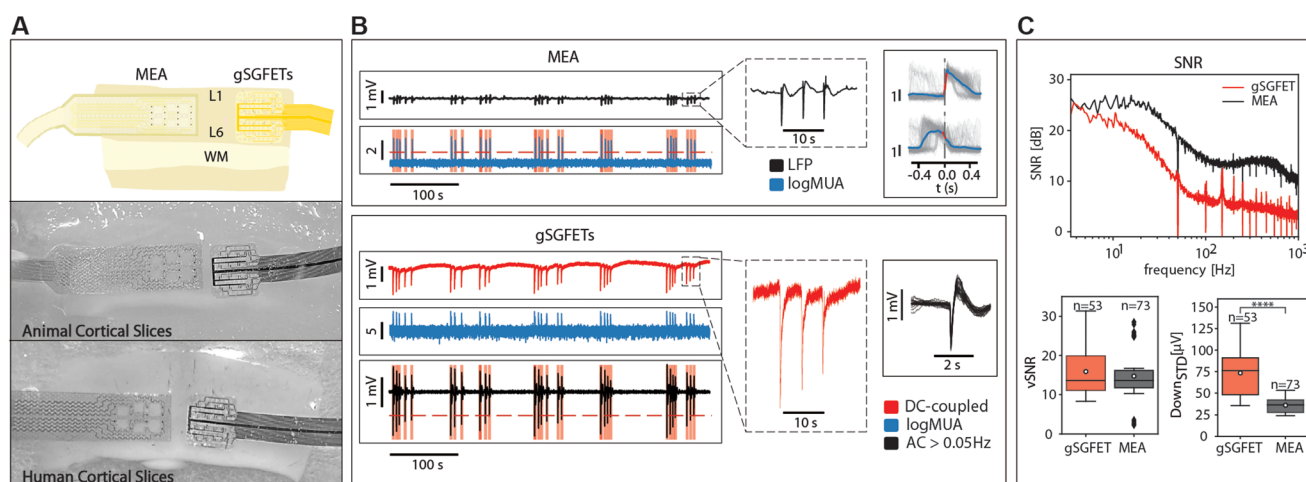 A
MEA
gSGFETs
L1
L6
WM
Animal Cortical Slices
Human Cortical Slices
B
MEA
1 mV
2
100 s
10 s
LFP
logMUA
1
1
-0.4 0.0 0.4
t (s)
gSGFETs
1 mV
5
1 mV
100 s
10 s
1 mV
2 s
DC-coupled
logMUA
AC > 0.05Hz
C
SNR
gSGFET
MEA
SNR [dB]
30
20
10
0
10¹ 10² 10³
frequency [Hz]
vSNR
30
20
10
0
n=53 n=73
gSGFET MEA
DownSTD[µV]
150
125
100
75
50
25
0
****
n=53
n=73
gSGFET MEA